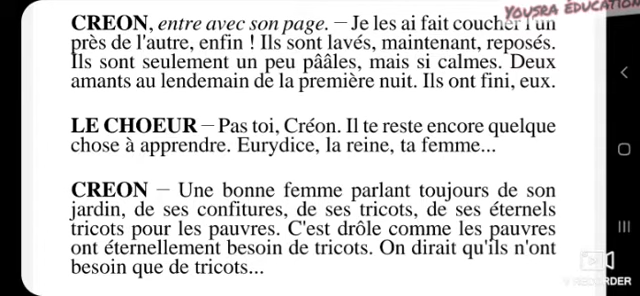 YOUSRA ÉDUCATION
CREON, entre avec son page. – Je les ai fait coucher l'un
près de l'autre, enfin ! Ils sont lavés, maintenant, reposés.
Ils sont seulement un peu pââles, mais si calmes. Deux
amants au lendemain de la première nuit. Ils ont fini, eux.
LE CHOEUR – Pas toi, Créon. Il te reste encore quelque
chose à apprendre. Eurydice, la reine, ta femme...
CREON – Une bonne femme parlant toujours de son
jardin, de ses confitures, de ses tricots, de ses éternels
tricots pour les pauvres. C'est drôle comme les pauvres
ont éternellement besoin de tricots. On dirait qu'ils n'ont
besoin que de tricots...